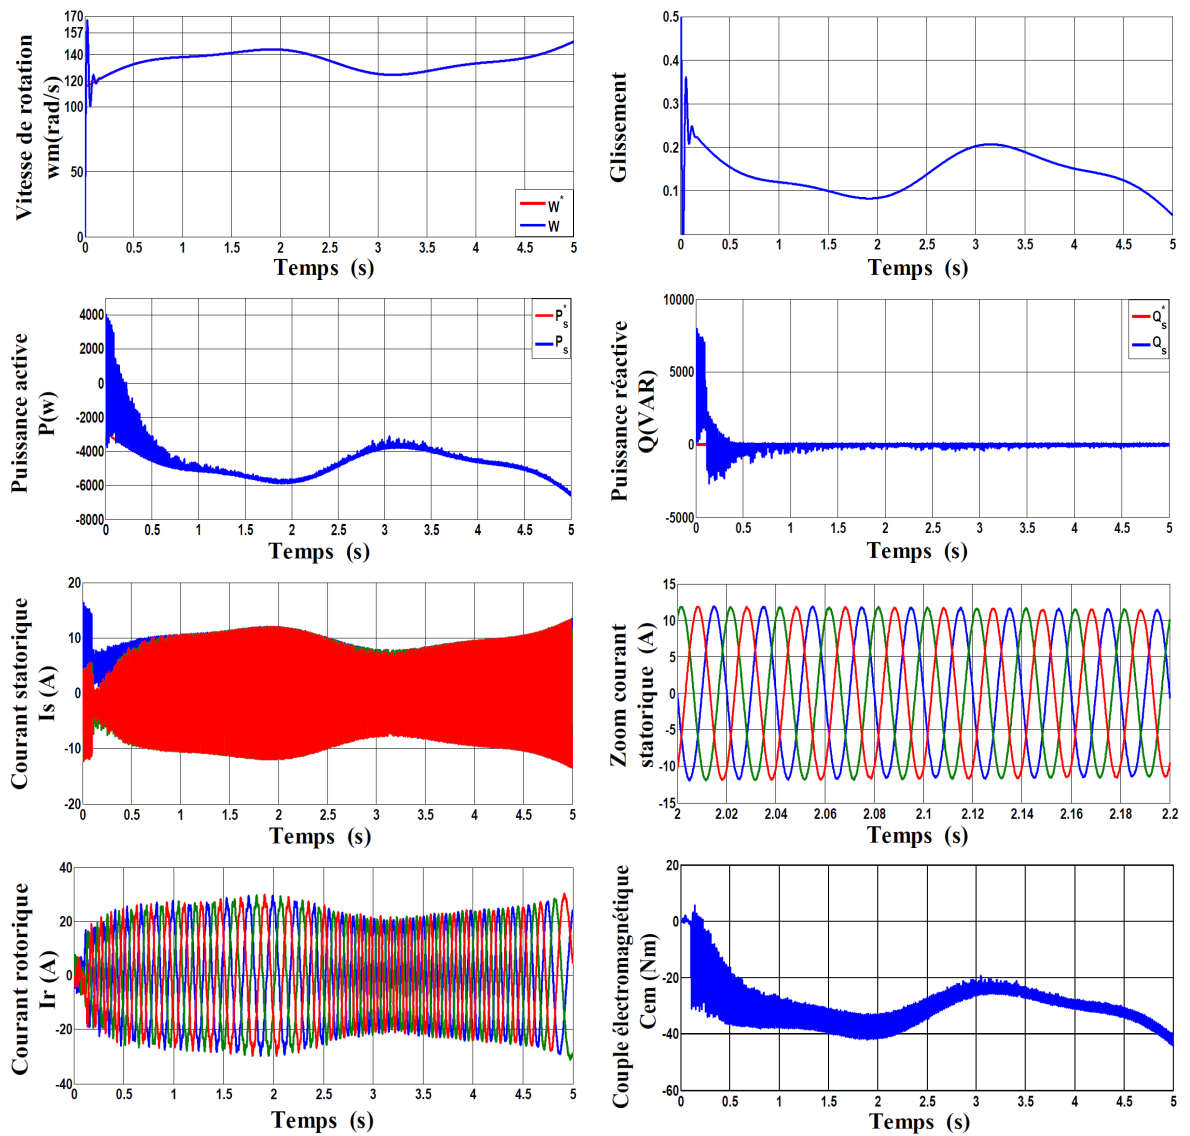 Vitesse de rotation
wm(rad/s)
170
157
140
120
100
50
0
W*
W
0 0.5 1 1.5 2 2.5 3 3.5 4 4.5 5
Temps (s)
Glissement
0.5
0.4
0.3
0.2
0.1
0 0.5 1 1.5 2 2.5 3 3.5 4 4.5 5
Temps (s)
Puissance active
P(w)
4000
2000
0
-2000
-4000
-6000
-8000
Ps*
Ps
0 0.5 1 1.5 2 2.5 3 3.5 4 4.5 5
Temps (s)
Puissance réactive
Q(VAR)
10000
5000
0
-5000
Qs*
Qs
0 0.5 1 1.5 2 2.5 3 3.5 4 4.5 5
Temps (s)
Courant statorique
Is (A)
20
10
0
-10
-20
0 0.5 1 1.5 2 2.5 3 3.5 4 4.5 5
Temps (s)
Zoom courant
statorique (A)
15
10
5
0
-5
-10
-15
2 2.02 2.04 2.06 2.08 2.1 2.12 2.14 2.16 2.18 2.2
Temps (s)
Courant rotorique
Ir (A)
40
20
0
-20
-40
0 0.5 1 1.5 2 2.5 3 3.5 4 4.5 5
Temps (s)
Couple électromagnétique
Cem (Nm)
20
0
-20
-40
-60
0 0.5 1 1.5 2 2.5 3 3.5 4 4.5 5
Temps (s)